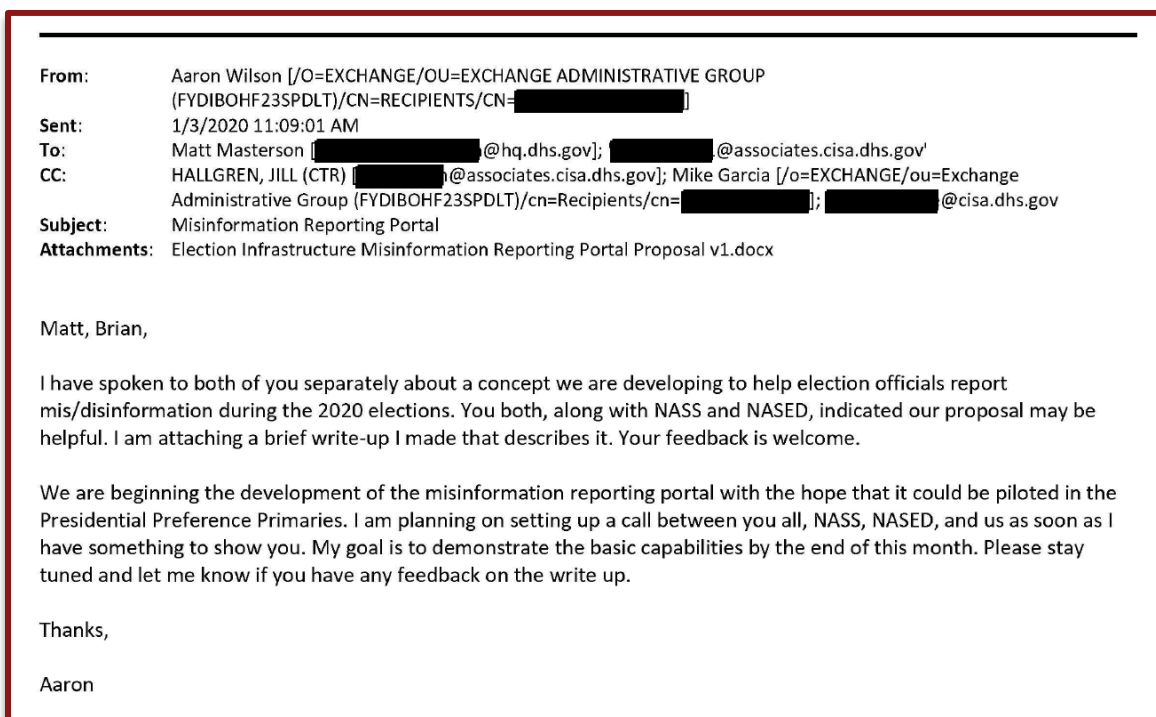 From: Aaron Wilson [/O=EXCHANGE/OU=EXCHANGE ADMINISTRATIVE GROUP
(FYDIBOHF23SPDLT)/CN=RECIPIENTS/CN= ]
Sent: 1/3/2020 11:09:01 AM
To: Matt Masterson [ @hq.dhs.gov]; ' .@associates.cisa.dhs.gov'
CC: HALLGREN, JILL (CTR) [ @associates.cisa.dhs.gov]; Mike Garcia [/o=EXCHANGE/ou=Exchange
Administrative Group (FYDIBOHF23SPDLT)/cn=Recipients/cn= ]; @cisa.dhs.gov
Subject: Misinformation Reporting Portal
Attachments: Election Infrastructure Misinformation Reporting Portal Proposal v1.docx
Matt, Brian,
I have spoken to both of you separately about a concept we are developing to help election officials report
mis/disinformation during the 2020 elections. You both, along with NASS and NASED, indicated our proposal may be
helpful. I am attaching a brief write-up I made that describes it. Your feedback is welcome.
We are beginning the development of the misinformation reporting portal with the hope that it could be piloted in the
Presidential Preference Primaries. I am planning on setting up a call between you all, NASS, NASED, and us as soon as I
have something to show you. My goal is to demonstrate the basic capabilities by the end of this month. Please stay
tuned and let me know if you have any feedback on the write up.
Thanks,
Aaron